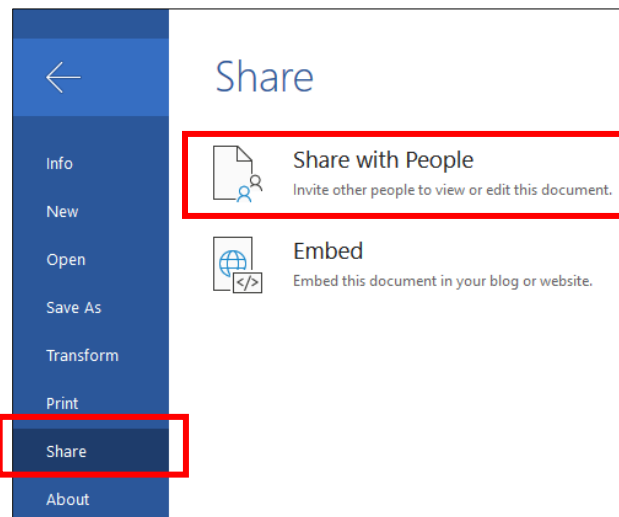 Share
Info
New
Open
Save As
Transform
Print
Share
About
Share with People
Invite other people to view or edit this document.
Embed
</>
Embed this document in your blog or website.